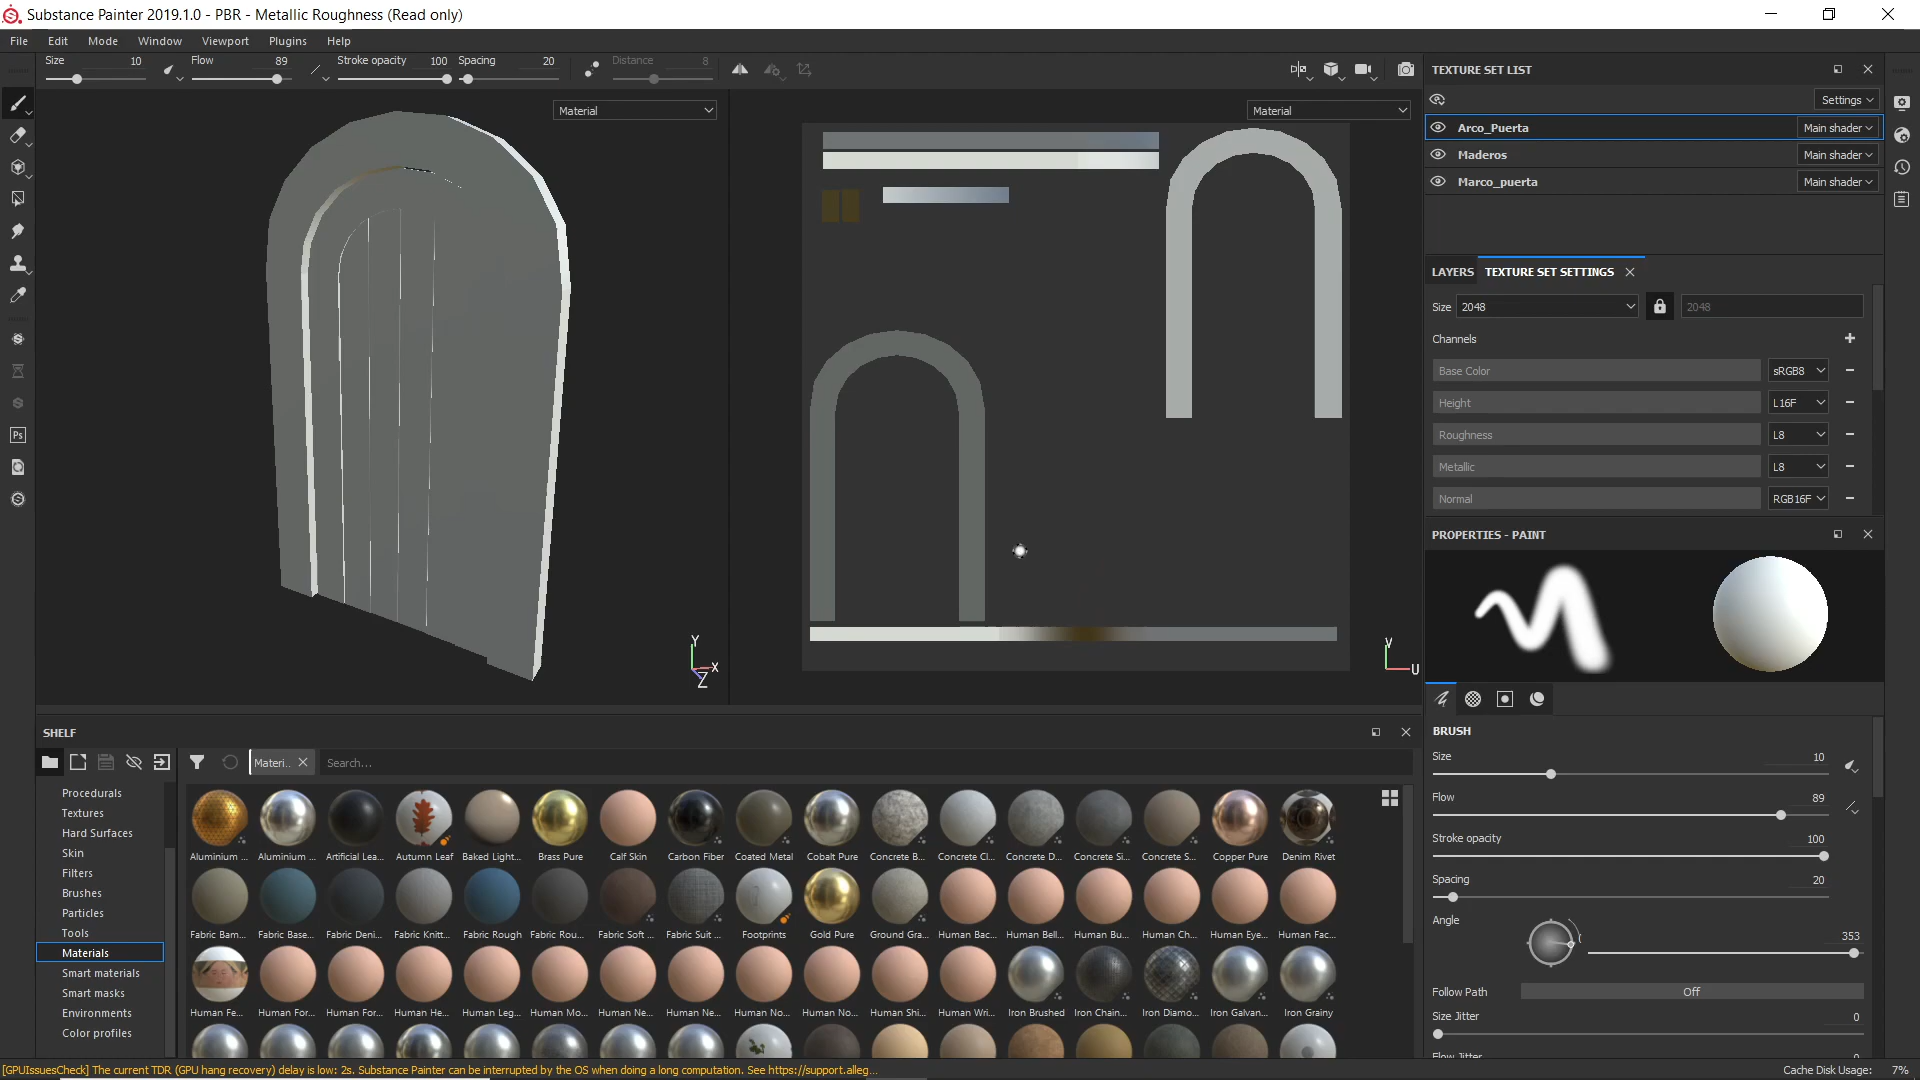 Substance Painter 2019.1.0 - PBR - Metallic Roughness (Read only)
File Edit Mode Window Viewport Plugins Help
Size 10 Flow 89 Stroke opacity 100 Spacing 20 Distance 8
Material
Material
Y
X
Z
V
U
TEXTURE SET LIST
Settings
Arco_Puerta Main shader
Maderos Main shader
Marco_puerta Main shader
LAYERS TEXTURE SET SETTINGS
Size 2048 2048
Channels
Base Color sRGB8
Height L16F
Roughness L8
Metallic L8
Normal RGB16F
PROPERTIES - PAINT
BRUSH
Size 10
Flow 89
Stroke opacity 100
Spacing 20
Angle 353
Follow Path Off
Size Jitter 0
Flow Jitter 0
SHELF
Materi.. Search...
Procedurals
Textures
Hard Surfaces
Skin
Filters
Brushes
Particles
Tools
Materials
Smart materials
Smart masks
Environments
Color profiles
Aluminium ... Aluminium ... Artificial Lea... Autumn Leaf Baked Light... Brass Pure Calf Skin Carbon Fiber Coated Metal Cobalt Pure Concrete B... Concrete Cl... Concrete D... Concrete Si... Concrete S... Copper Pure Denim Rivet
Fabric Bam... Fabric Base... Fabric Deni... Fabric Knitt... Fabric Rough Fabric Rou... Fabric Soft ... Fabric Suit ... Footprints Gold Pure Ground Gra... Human Bac... Human Bell... Human Bu... Human Ch... Human Eye... Human Fac...
Human Fe... Human For... Human For... Human He... Human Leg... Human Mo... Human Ne... Human Ne... Human No... Human No... Human Shi... Human Wri... Iron Brushed Iron Chain... Iron Diamo... Iron Galvan... Iron Grainy
[GPUIssuesCheck] The current TDR (GPU hang recovery) delay is low: 2s. Substance Painter can be interrupted by the OS when doing a long computation. See https://support.alleg...
Cache Disk Usage: 7%
Ps